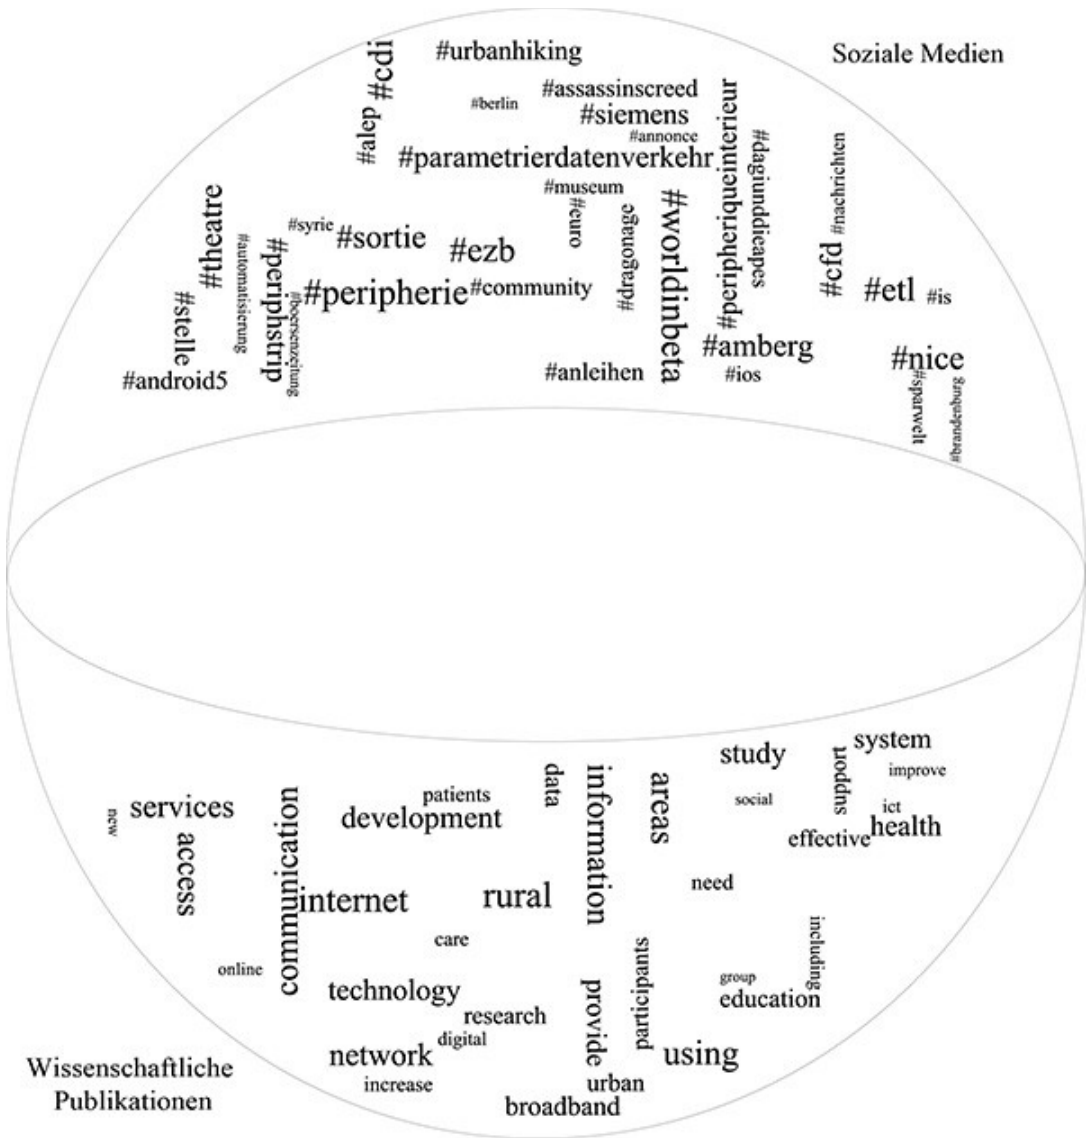 Soziale Medien
#cdi
#urbanhiking
#alep
#berlin
#assassinscreed
#siemens
#annonce
#parametrierdatenverkehr
#peripheriqueinterieur
#dagiunddieapes
#nachrichten
#museum
#euro
#dragonage
#worldinbeta
#theatre
#automatisierung
#syrie
#sortie
#ezb
#cfd
#stelle
#periphstrip
#boersenzeitung
#peripherie
#community
#etl
#is
#android5
#anleihen
#amberg
#ios
#nice
#sparwelt
#brandenburg
study
system
improve
support
data
information
areas
patients
development
services
new
access
communication
social
ict
effective
health
internet
rural
need
care
online
including
participants
group
education
technology
research
provide
digital
network
using
increase
urban
broadband
Wissenschaftliche
Publikationen